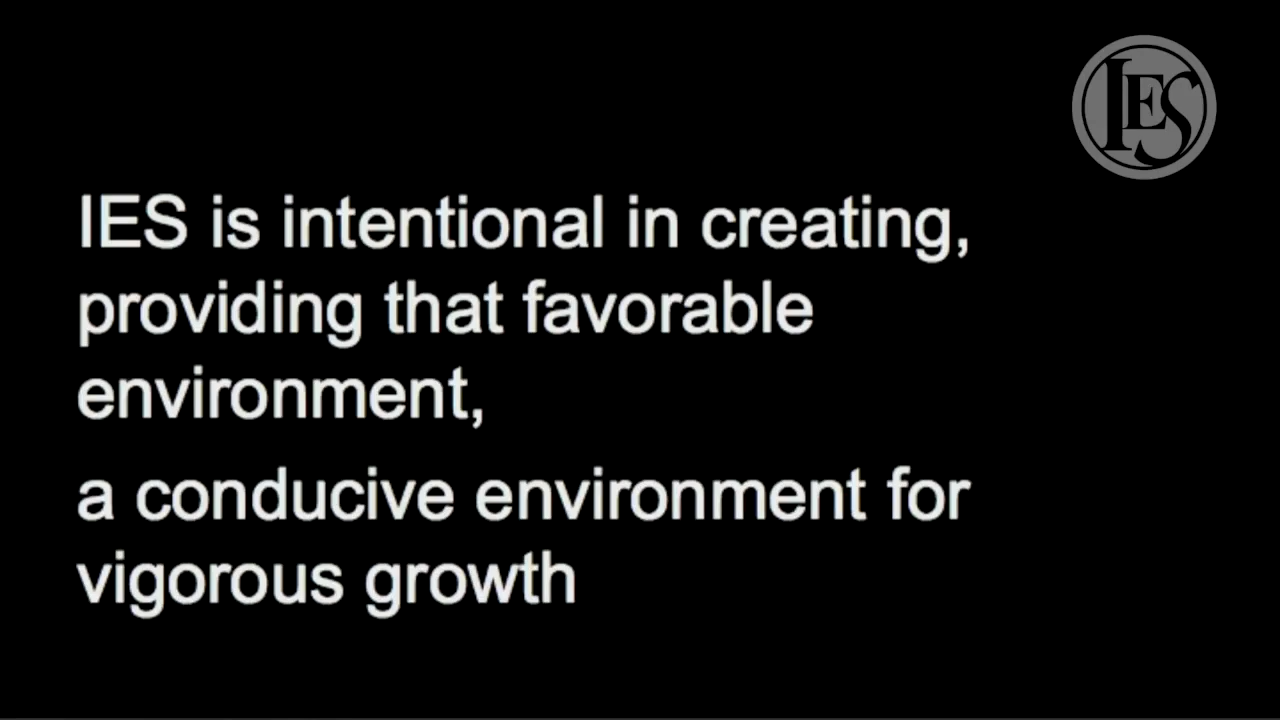 IES
IES is intentional in creating,
providing that favorable
environment,
a conducive environment for
vigorous growth